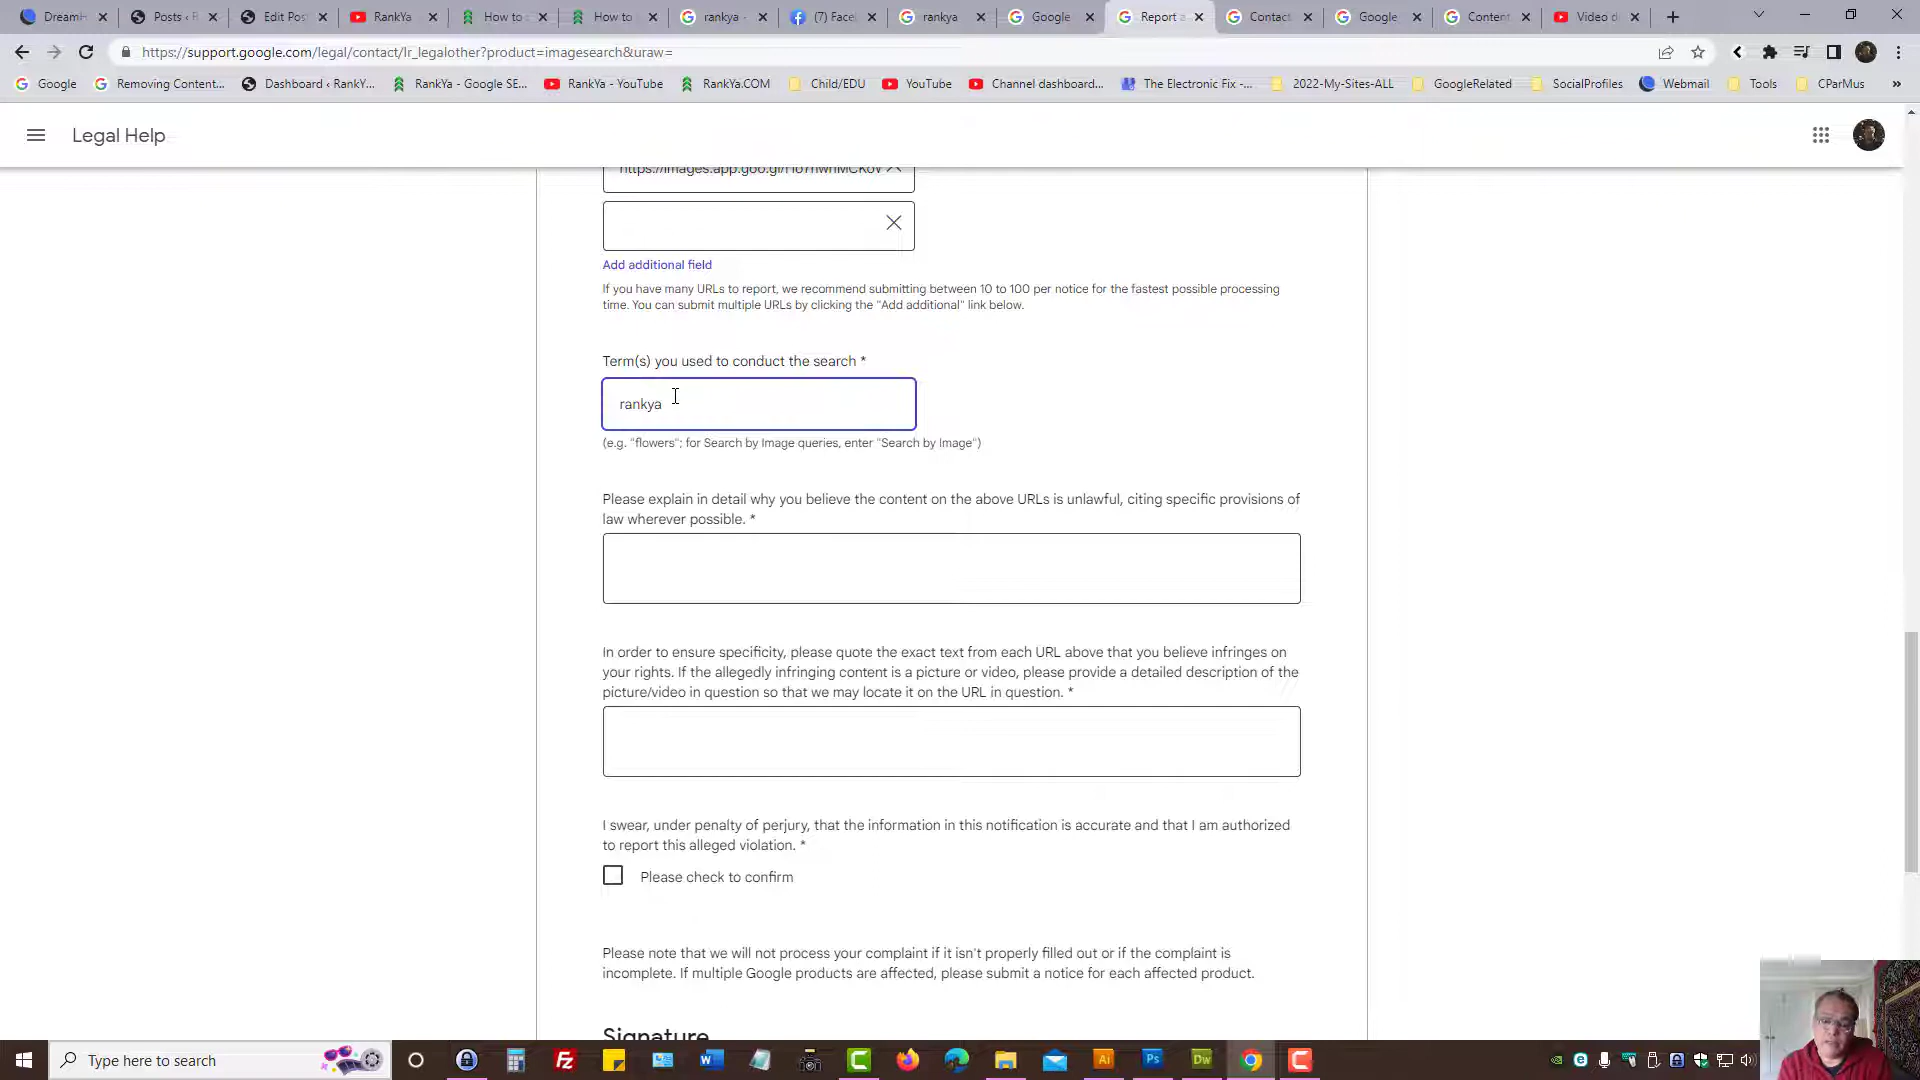 DreamH
Posts ‹ R
Edit Pos
RankYa
How to
How to
rankya -
(7) Face
rankya
Google
Report a
Contact
Google
Content
Video d
https://support.google.com/legal/contact/lr_legalother?product=imagesearch&uraw=
Google
Removing Content...
Dashboard ‹ RankY...
RankYa - Google SE...
RankYa - YouTube
RankYa.COM
Child/EDU
YouTube
Channel dashboard...
The Electronic Fix -...
2022-My-Sites-ALL
GoogleRelated
SocialProfiles
Webmail
Tools
CParMus
»
Legal Help
Add additional field
If you have many URLs to report, we recommend submitting between 10 to 100 per notice for the fastest possible processing
time. You can submit multiple URLs by clicking the "Add additional" link below.
Term(s) you used to conduct the search *
rankya
(e.g. "flowers"; for Search by Image queries, enter "Search by Image")
Please explain in detail why you believe the content on the above URLs is unlawful, citing specific provisions of
law wherever possible. *
In order to ensure specificity, please quote the exact text from each URL above that you believe infringes on
your rights. If the allegedly infringing content is a picture or video, please provide a detailed description of the
picture/video in question so that we may locate it on the URL in question. *
I swear, under penalty of perjury, that the information in this notification is accurate and that I am authorized
to report this alleged violation. *
Please check to confirm
Please note that we will not process your complaint if it isn't properly filled out or if the complaint is
incomplete. If multiple Google products are affected, please submit a notice for each affected product.
Signature
Type here to search